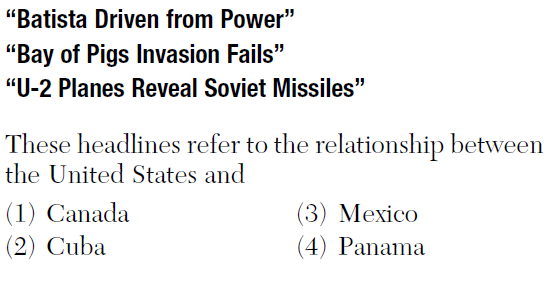 “Batista Driven from Power”
“Bay of Pigs Invasion Fails”
“U-2 Planes Reveal Soviet Missiles”
These headlines refer to the relationship between
the United States and
(1) Canada (3) Mexico
(2) Cuba (4) Panama